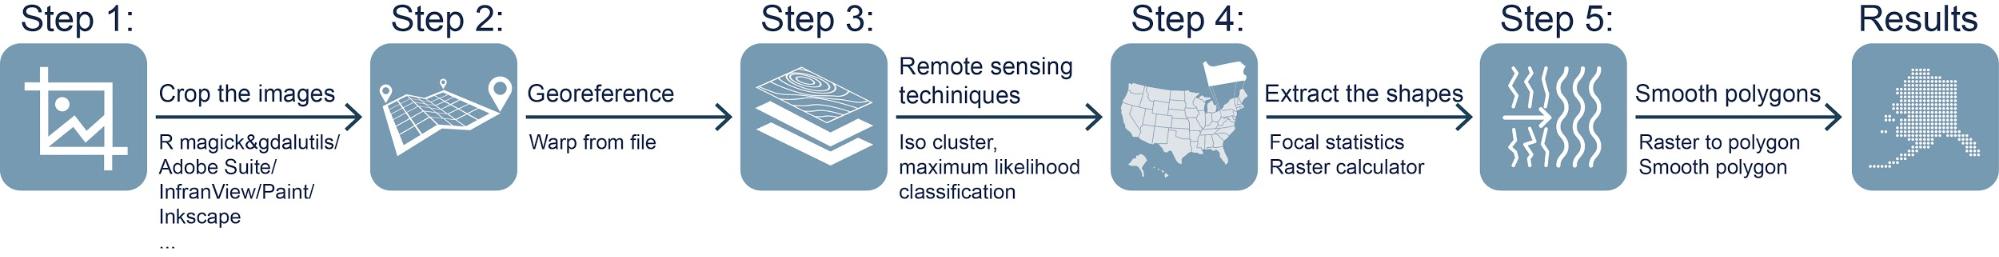 Step 1:
Crop the images
R magick&gdalutils/
Adobe Suite/
InfranView/Paint/
Inkscape
...
Step 2:
Georeference
Warp from file
Step 3:
Remote sensing
techiniques
Iso cluster,
maximum likelihood
classification
Step 4:
Extract the shapes
Focal statistics
Raster calculator
Step 5:
Smooth polygons
Raster to polygon
Smooth polygon
Results